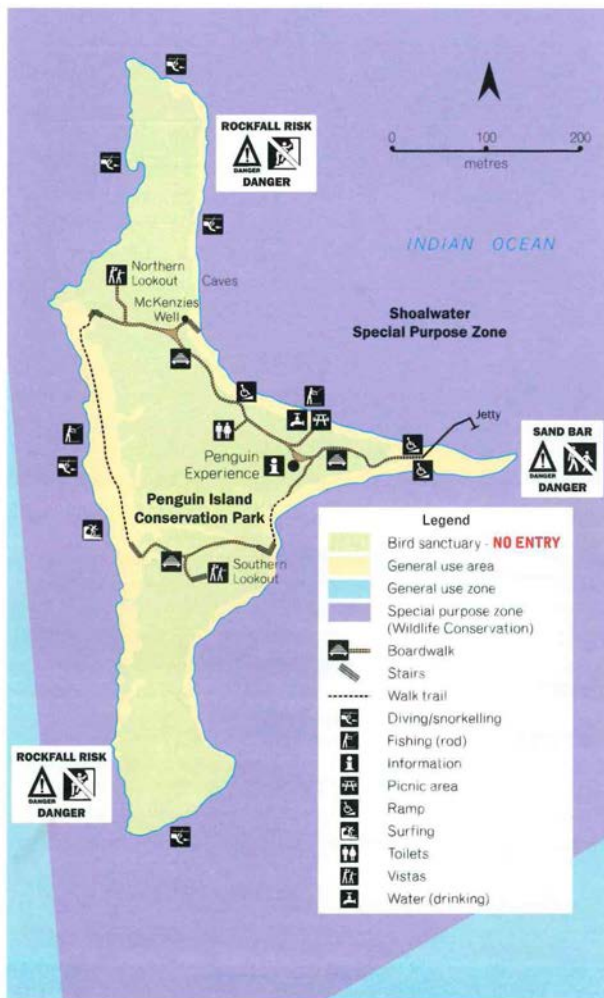 ROCKFALL RISK
DANGER
DANGER
0 100 200
metres
INDIAN OCEAN
Northern
Lookout
McKenzies
Well
Caves
Shoalwater
Special Purpose Zone
Jetty
SAND BAR
DANGER
DANGER
Penguin
Experience
Penguin Island
Conservation Park
Southern
Lookout
ROCKFALL RISK
DANGER
DANGER
Legend
Bird sanctuary - NO ENTRY
General use area
General use zone
Special purpose zone
(Wildlife Conservation)
Boardwalk
Stairs
Walk trail
Diving/snorkelling
Fishing (rod)
Information
Picnic area
Ramp
Surfing
Toilets
Vistas
Water (drinking)